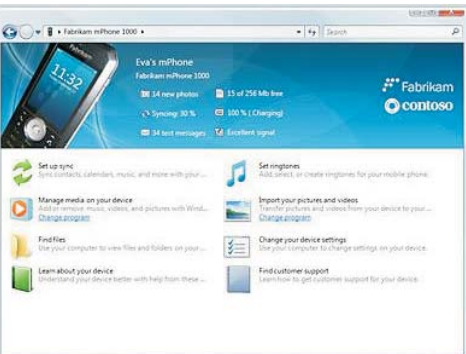 Fabrikam mPhone 1000
Search
11:32
Eva's mPhone
Fabrikam mPhone 1000
14 new photos
15 of 256 Mb free
Syncing: 30 %
100 % (Charging)
34 text messages
Excellent signal
Fabrikam
contoso
Set up sync
Sync contacts, calendars, music, and more with your ...
Set ringtones
Add, select, or create ringtones for your mobile phone.
Manage media on your device
Add or remove music, videos, and pictures with Wind...
Change program
Import your pictures and videos
Transfer pictures and videos from your device to your ...
Change program
Find files
Use your computer to view files and folders on your ...
Change your device settings
Use your computer to change settings on your device.
Learn about your device
Understand your device better with help from these ...
Find customer support
Learn how to get customer support for your device.